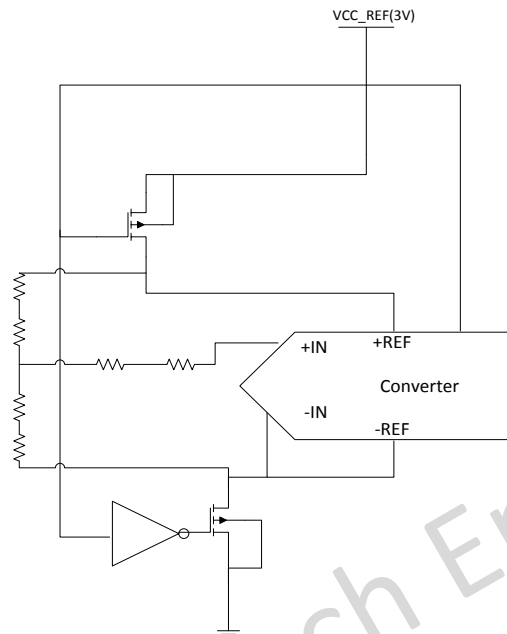 VCC_REF(3V)
+IN
+REF
Converter
-IN
-REF